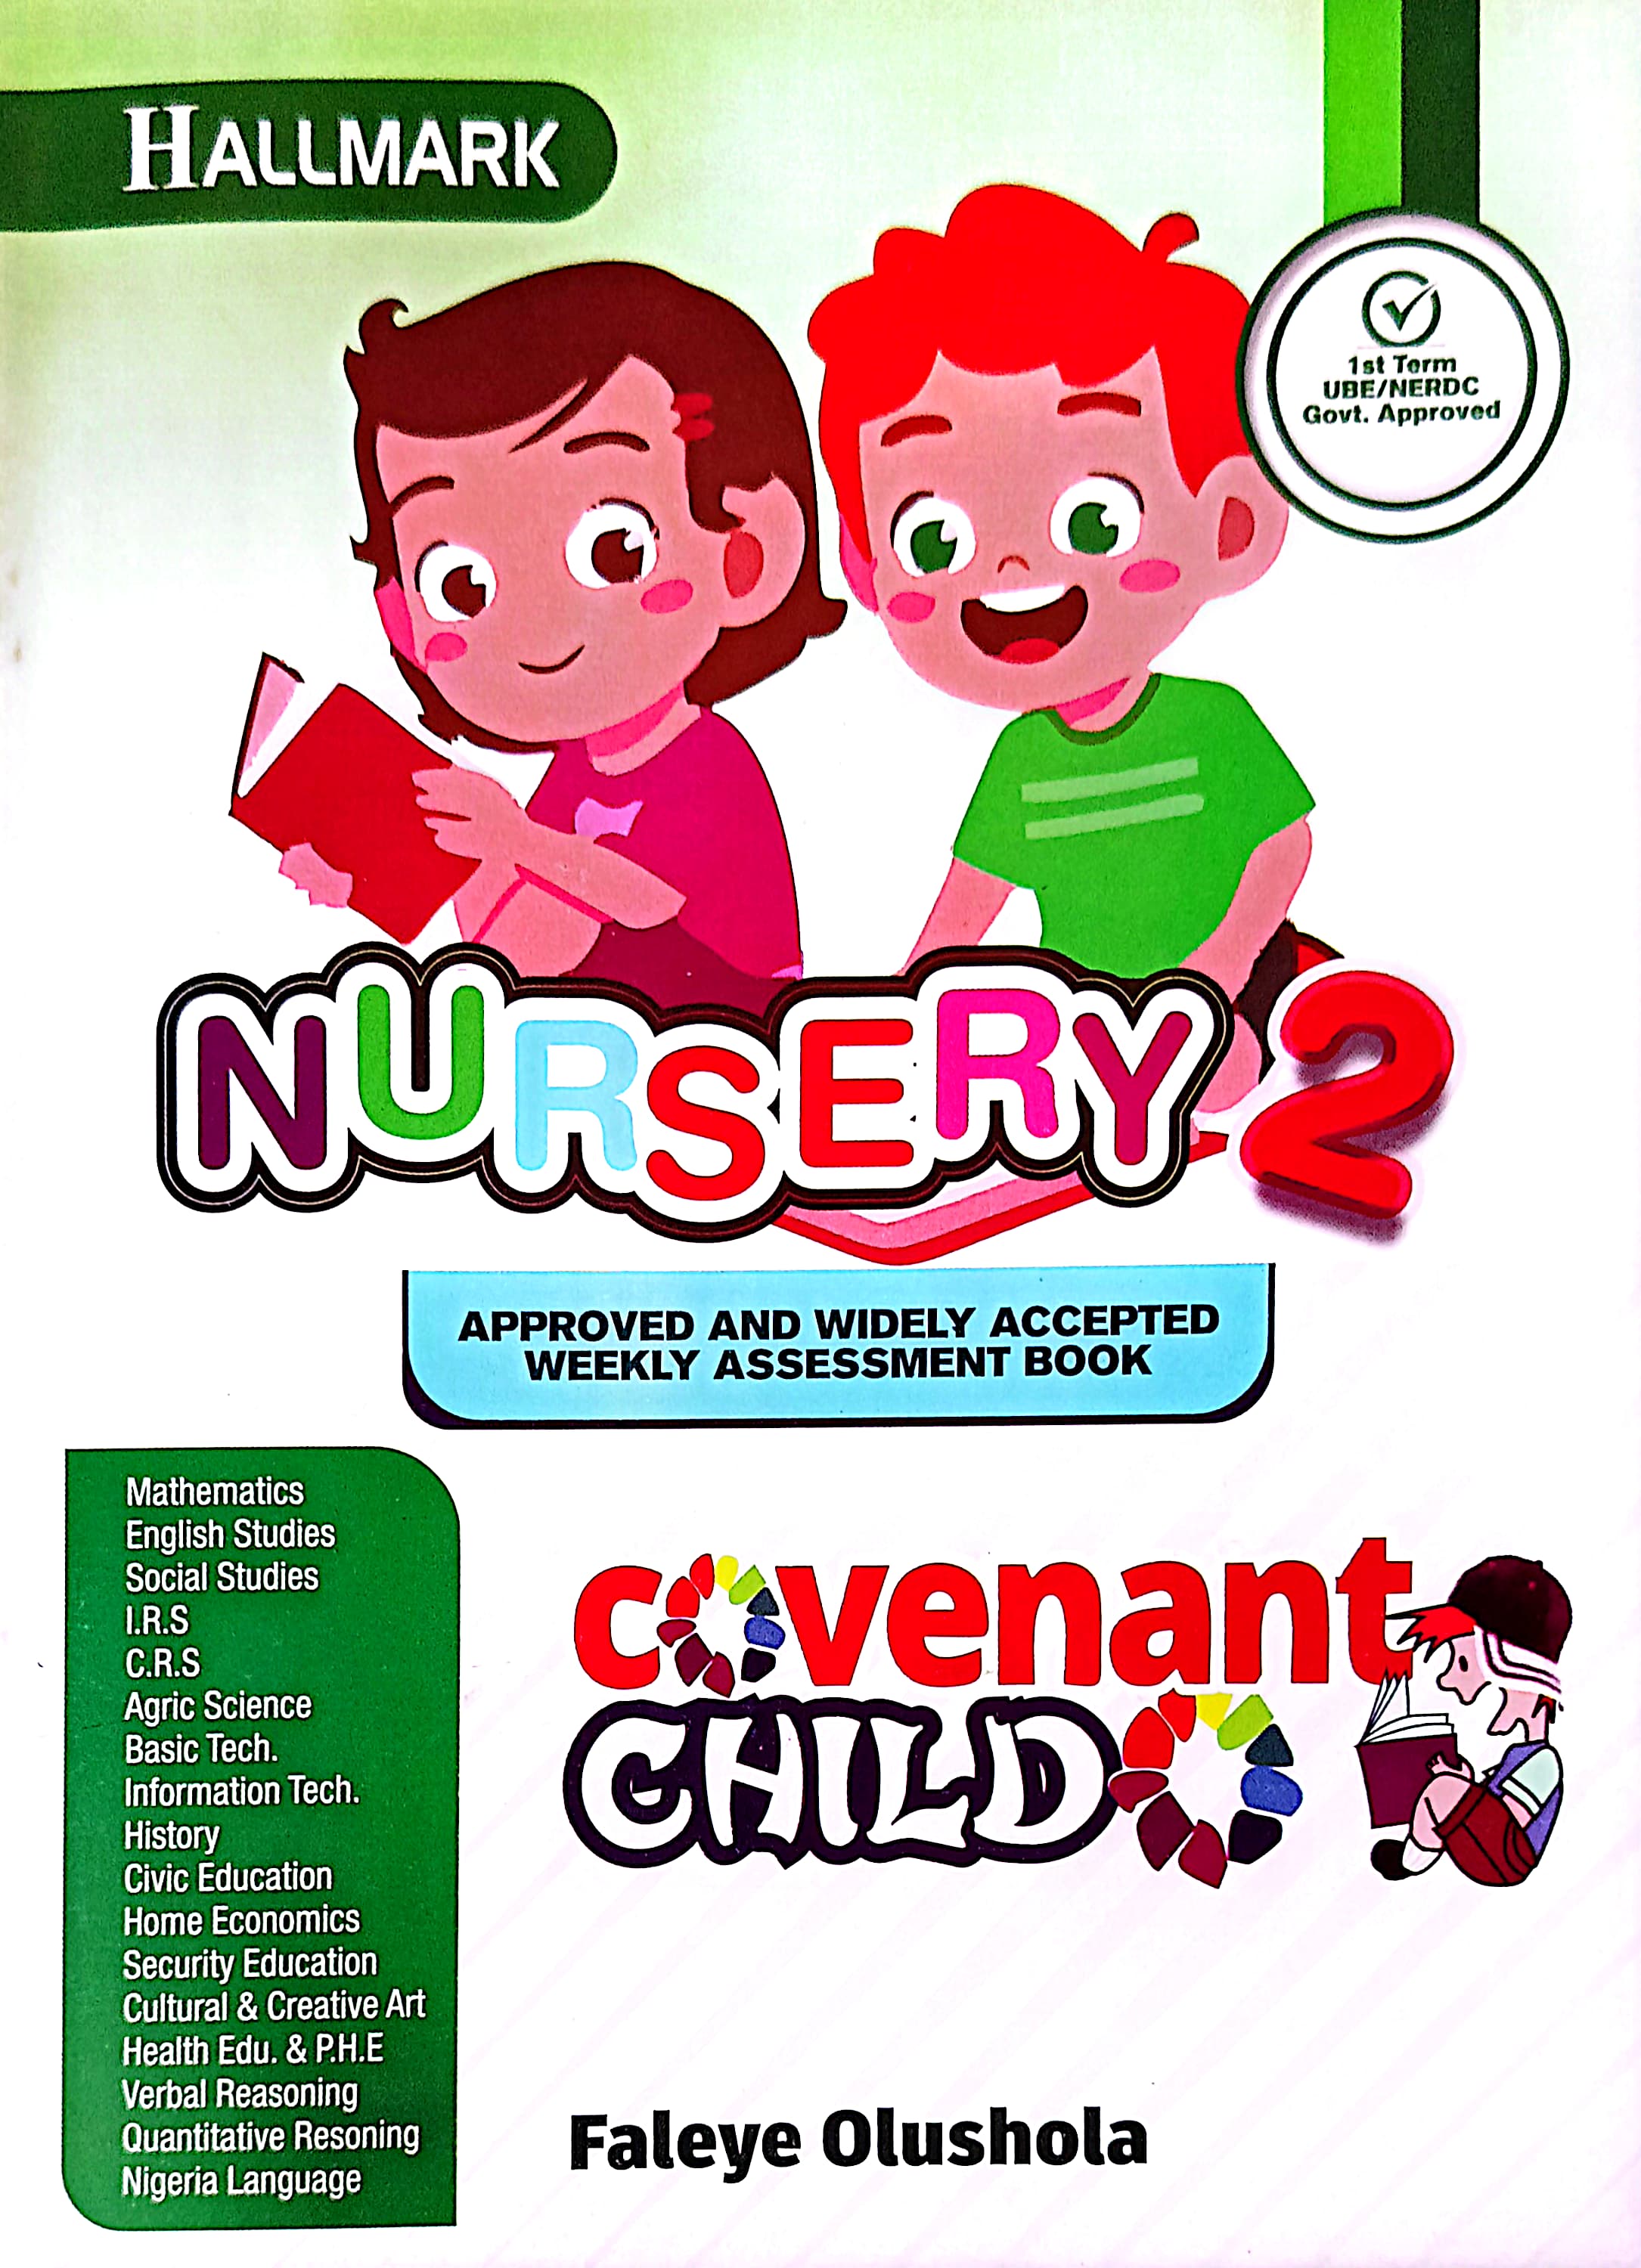 HALLMARK
1st Term
UBE/NERDC
Govt. Approved
NURSERY 2
APPROVED AND WIDELY ACCEPTED
WEEKLY ASSESSMENT BOOK
Mathematics
English Studies
Social Studies
I.R.S
C.R.S
Agric Science
Basic Tech.
Information Tech.
History
Civic Education
Home Economics
Security Education
Cultural & Creative Art
Health Edu. & P.H.E
Verbal Reasoning
Quantitative Resoning
Nigeria Language
covenant
CHILD
Faleye Olushola